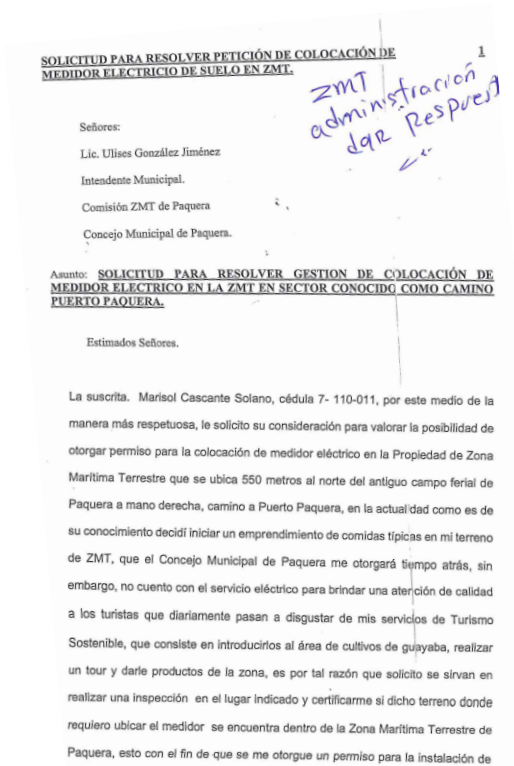 SOLICITUD PARA RESOLVER PETICIÓN DE COLOCACIÓN DE 1
MEDIDOR ELECTRICIO DE SUELO EN ZMT.
ZMT
administración
dar Respuest
Señores:
Lic. Ulises González Jiménez
Intendente Municipal.
Comisión ZMT de Paquera
Concejo Municipal de Paquera.
Asunto: SOLICITUD PARA RESOLVER GESTION DE COLOCACIÓN DE
MEDIDOR ELECTRICO EN LA ZMT EN SECTOR CONOCIDO COMO CAMINO
PUERTO PAQUERA.
Estimados Señores.
La suscrita. Marisol Cascante Solano, cédula 7- 110-011, por este medio de la
manera más respetuosa, le solicito su consideración para valorar la posibilidad de
otorgar permiso para la colocación de medidor eléctrico en la Propiedad de Zona
Marítima Terrestre que se ubica 550 metros al norte del antiguo campo ferial de
Paquera a mano derecha, camino a Puerto Paquera, en la actualidad como es de
su conocimiento decidí iniciar un emprendimiento de comidas típicas en mi terreno
de ZMT, que el Concejo Municipal de Paquera me otorgará tiempo atrás, sin
embargo, no cuento con el servicio eléctrico para brindar una atención de calidad
a los turistas que diariamente pasan a disgustar de mis servicios de Turismo
Sostenible, que consiste en introducirlos al área de cultivos de guayaba, realizar
un tour y darle productos de la zona, es por tal razón que solicito se sirvan en
realizar una inspección en el lugar indicado y certificarme si dicho terreno donde
requiero ubicar el medidor se encuentra dentro de la Zona Marítima Terrestre de
Paquera, esto con el fin de que se me otorgue un permiso para la instalación de